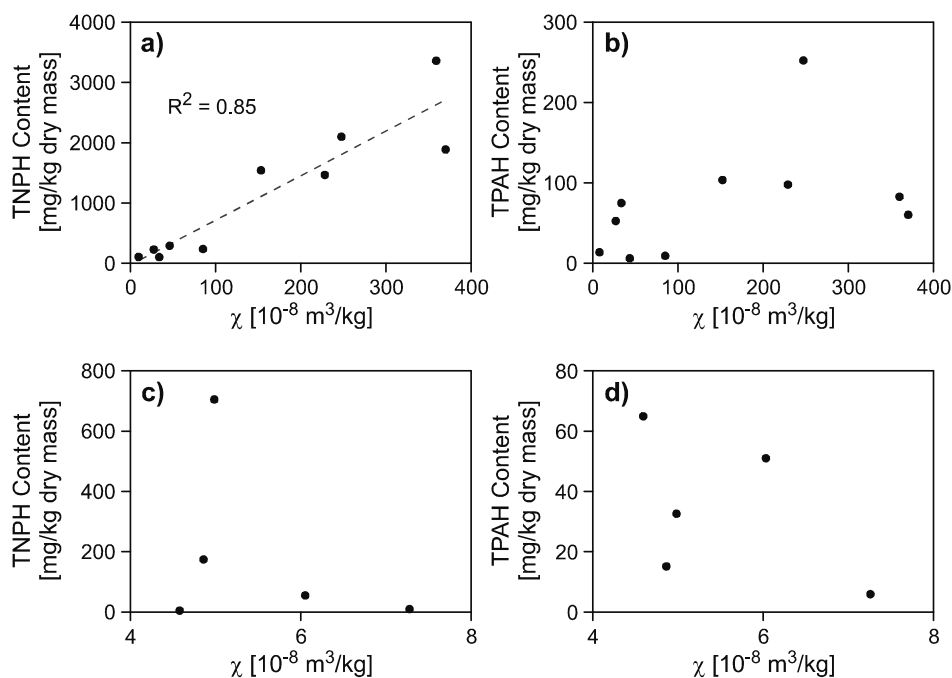 a)
R² = 0.85
TNPH Content
[mg/kg dry mass]
4000
3000
2000
1000
0
0 100 200 300 400
χ [10⁻⁸ m³/kg]
b)
TPAH Content
[mg/kg dry mass]
300
200
100
0
0 100 200 300 400
χ [10⁻⁸ m³/kg]
c)
TNPH Content
[mg/kg dry mass]
800
600
400
200
0
4 6 8
χ [10⁻⁸ m³/kg]
d)
TPAH Content
[mg/kg dry mass]
80
60
40
20
0
4 6 8
χ [10⁻⁸ m³/kg]